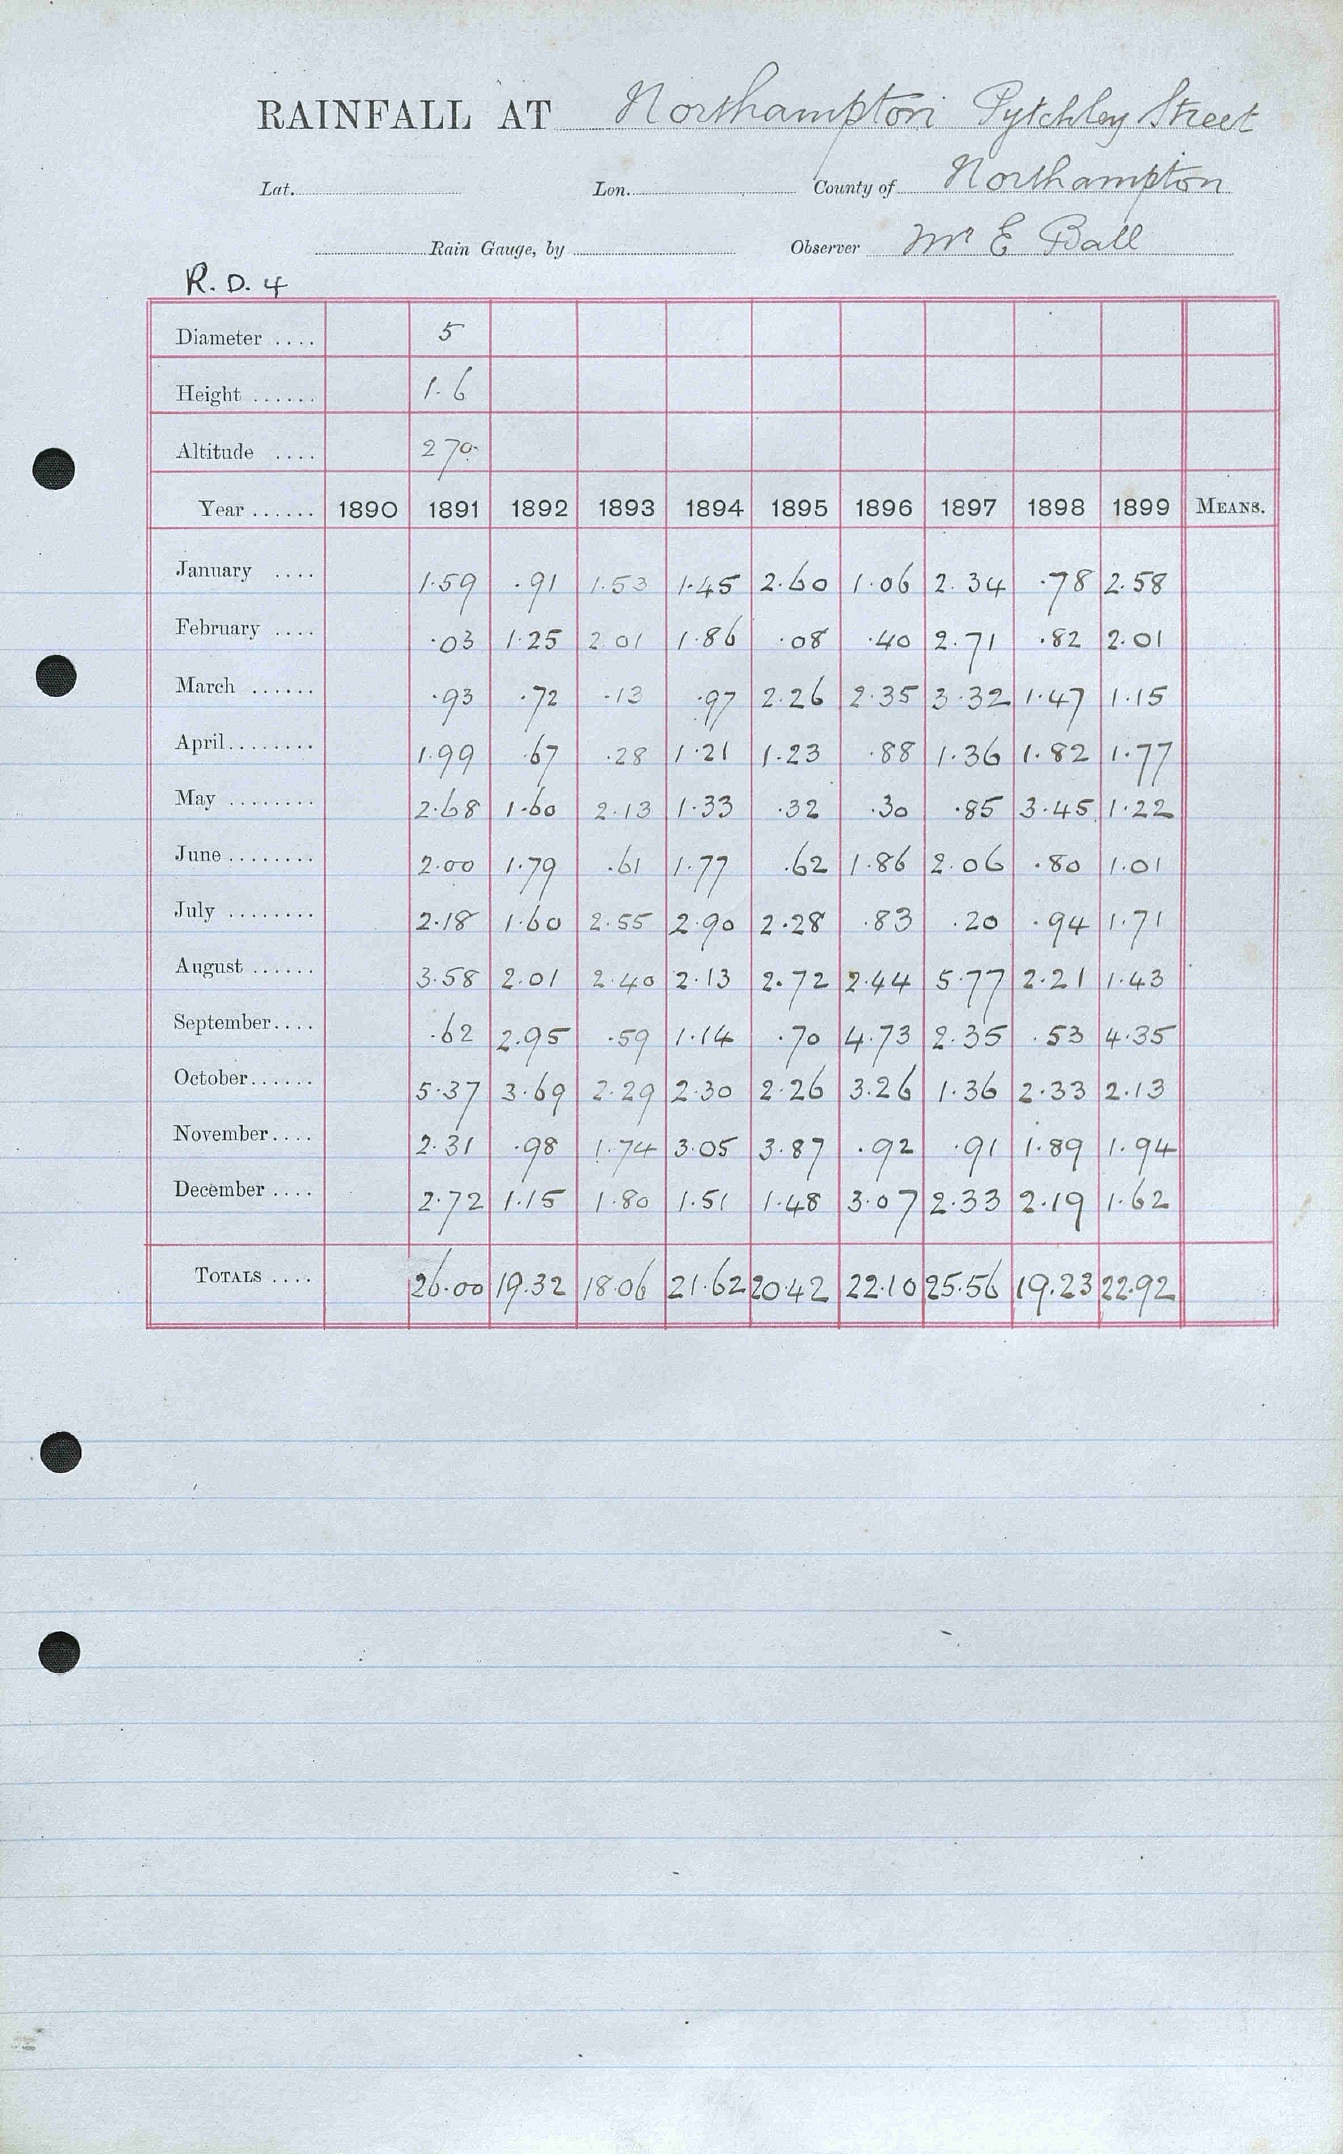 RAINFALL AT Northampton Pytchley Street
Lat. Lon. County of Northampton
Rain Gauge, by Observer Mr E Ball
R. D. 4
Diameter .... 5
Height ...... 1.6
Altitude .... 270
Year ...... 1890 1891 1892 1893 1894 1895 1896 1897 1898 1899 MEANS.
January .... 1.59 .91 1.53 1.45 2.60 1.06 2.34 .78 2.58
February .... .03 1.25 2.01 1.86 .08 .40 2.71 .82 2.01
March ...... .93 .72 .13 .97 2.26 2.35 3.32 1.47 1.15
April........ 1.99 .67 .28 1.21 1.23 .88 1.36 1.82 1.77
May ........ 2.68 1.60 2.13 1.33 .32 .30 .85 3.45 1.22
June ........ 2.00 1.79 .61 1.77 .62 1.86 2.06 .80 1.01
July ........ 2.18 1.60 2.55 2.90 2.28 .83 .20 .94 1.71
August ...... 3.58 2.01 2.40 2.13 2.72 2.44 5.77 2.21 1.43
September.... .62 2.95 .59 1.14 .70 4.73 2.35 .53 4.35
October...... 5.37 3.69 2.29 2.30 2.26 3.26 1.36 2.33 2.13
November.... 2.31 .98 1.74 3.05 3.87 .92 .91 1.89 1.94
December .... 2.72 1.15 1.80 1.51 1.48 3.07 2.33 2.19 1.62
TOTALS .... 26.00 19.32 18.06 21.62 20.42 22.10 25.56 19.23 22.92